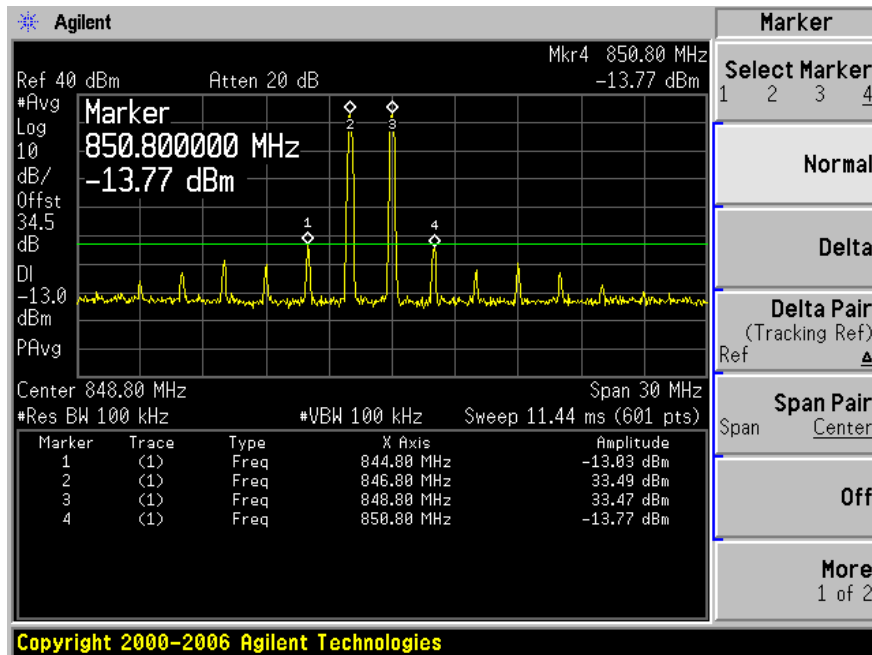 Agilent
Marker
Mkr4 850.80 MHz
Ref 40 dBm Atten 20 dB -13.77 dBm
#Avg
Log
10
dB/
Offst
34.5
dB
DI
-13.0
dBm
PAvg
Marker
850.800000 MHz
-13.77 dBm
1
2
3
4
Center 848.80 MHz Span 30 MHz
#Res BW 100 kHz #VBW 100 kHz Sweep 11.44 ms (601 pts)
Marker Trace Type X Axis Amplitude
1 (1) Freq 844.80 MHz -13.03 dBm
2 (1) Freq 846.80 MHz 33.49 dBm
3 (1) Freq 848.80 MHz 33.47 dBm
4 (1) Freq 850.80 MHz -13.77 dBm
Select Marker
1 2 3 4
Normal
Delta
Delta Pair
(Tracking Ref)
Ref Δ
Span Pair
Span Center
Off
More
1 of 2
Copyright 2000-2006 Agilent Technologies